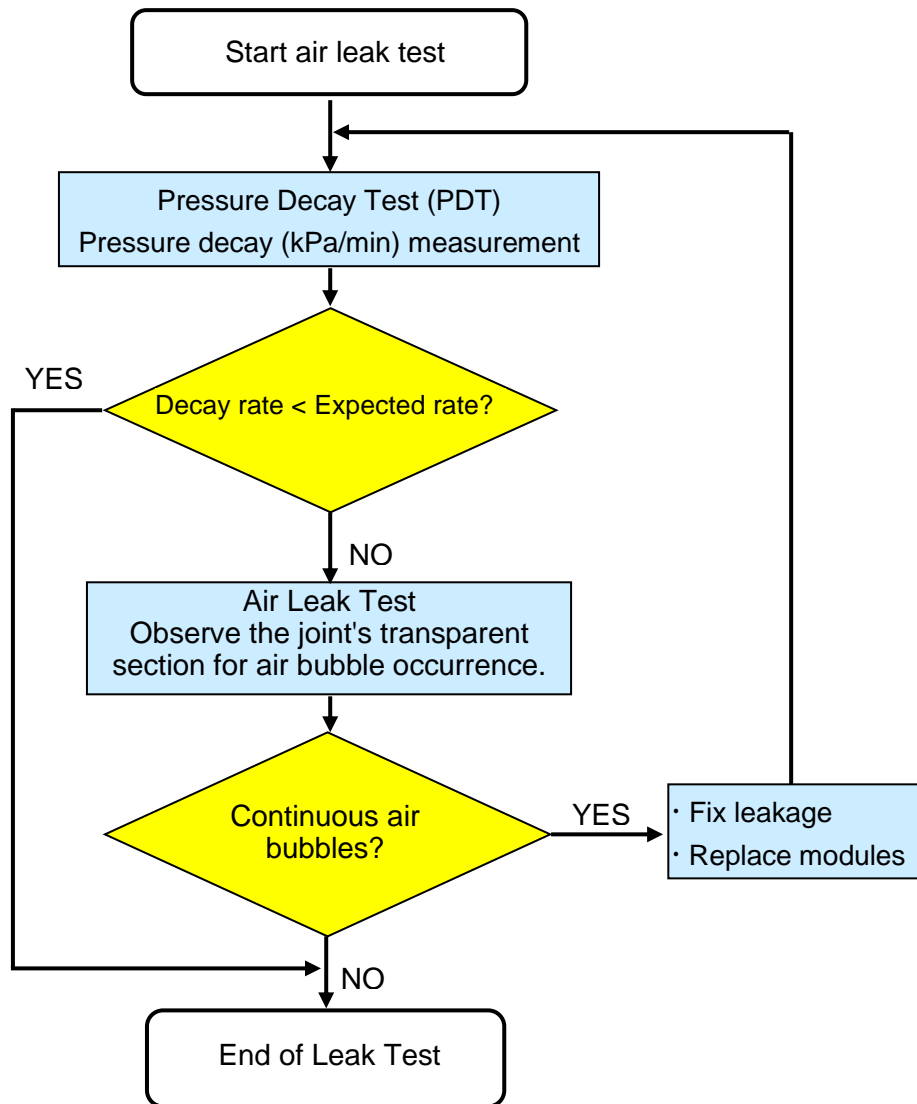 Start air leak test
Pressure Decay Test (PDT)
Pressure decay (kPa/min) measurement
YES
Decay rate < Expected rate?
NO
Air Leak Test
Observe the joint's transparent
section for air bubble occurrence.
Continuous air
bubbles?
YES
・Fix leakage
・Replace modules
NO
End of Leak Test